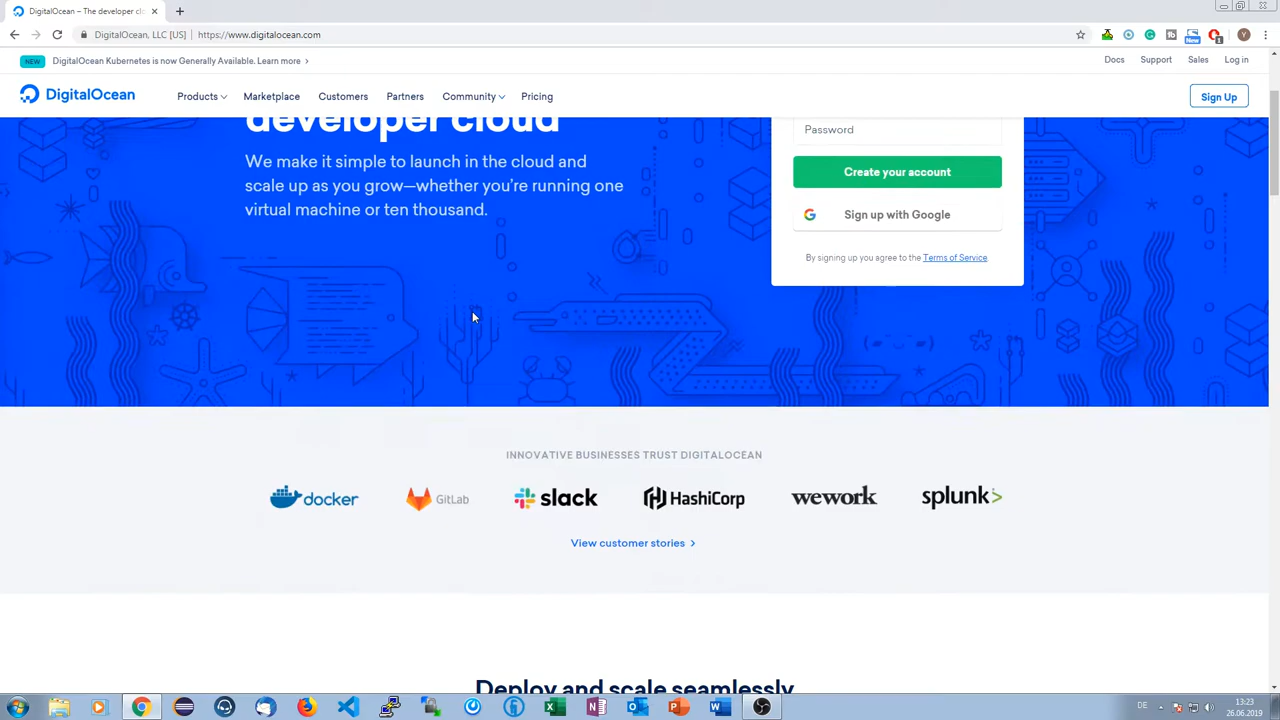 DigitalOcean – The developer clo
DigitalOcean, LLC [US] | https://www.digitalocean.com
New
1
Y
NEW DigitalOcean Kubernetes is now Generally Available. Learn more
Docs Support Sales Log in
DigitalOcean Products Marketplace Customers Partners Community Pricing Sign Up
developer cloud
We make it simple to launch in the cloud and
scale up as you grow—whether you’re running one
virtual machine or ten thousand.
Password
Create your account
Sign up with Google
By signing up you agree to the Terms of Service.
INNOVATIVE BUSINESSES TRUST DIGITALOCEAN
docker GitLab slack HashiCorp wework splunk>
View customer stories
Deploy and scale seamlessly
DE 13:23
26.06.2019